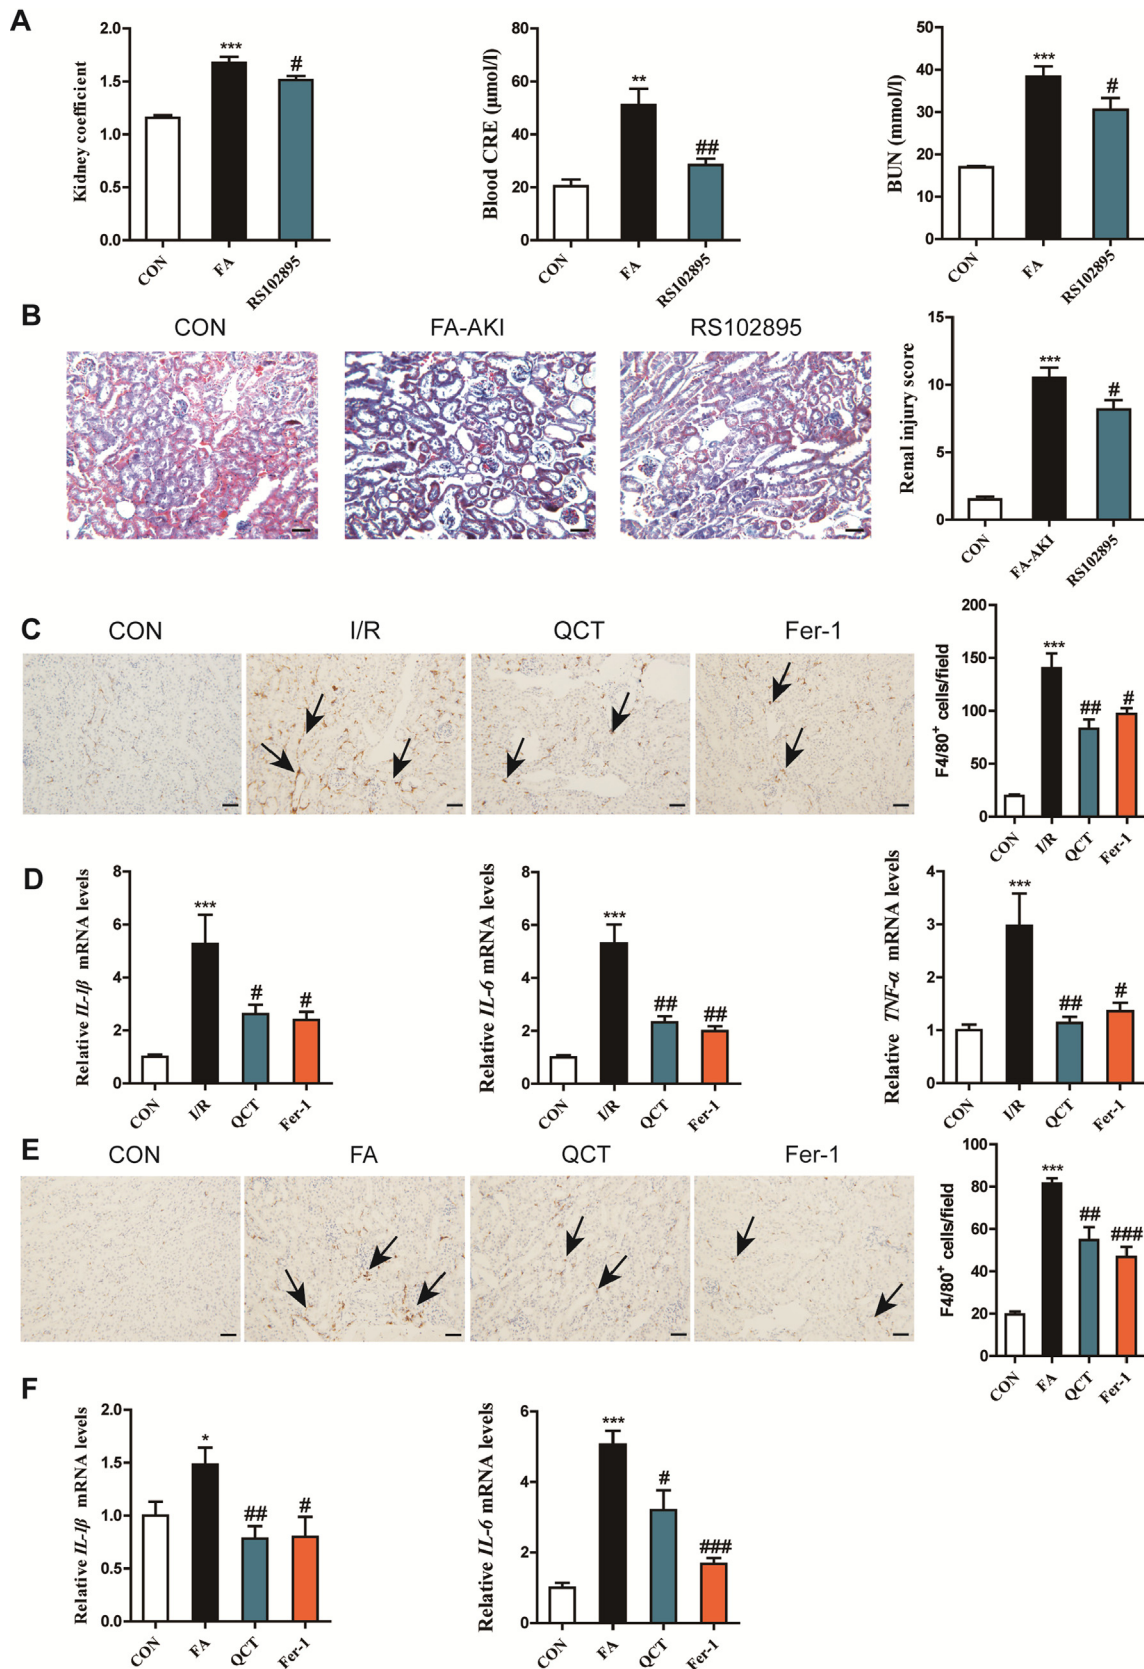 A
Kidney coefficient
2.0
1.5
1.0
0.5
0.0
***
#
CON
FA
RS102895
Blood CRE (μmol/l)
80
60
40
20
0
**
##
CON
FA
RS102895
BUN (mmol/l)
50
40
30
20
10
0
***
#
CON
FA
RS102895
B
CON
FA-AKI
RS102895
Renal injury score
15
10
5
0
***
#
CON
FA-AKI
RS102895
C
CON
I/R
QCT
Fer-1
F4/80⁺ cells/field
200
150
100
50
0
***
##
#
CON
I/R
QCT
Fer-1
D
Relative IL-1β mRNA levels
8
6
4
2
0
***
#
#
CON
I/R
QCT
Fer-1
Relative IL-6 mRNA levels
8
6
4
2
0
***
##
##
CON
I/R
QCT
Fer-1
Relative TNF-α mRNA levels
4
3
2
1
0
***
##
#
CON
I/R
QCT
Fer-1
E
CON
FA
QCT
Fer-1
F4/80⁺ cells/field
100
80
60
40
20
0
***
##
###
CON
FA
QCT
Fer-1
F
Relative IL-1β mRNA levels
2.0
1.5
1.0
0.5
0.0
*
##
#
CON
FA
QCT
Fer-1
Relative IL-6 mRNA levels
6
4
2
0
***
#
###
CON
FA
QCT
Fer-1